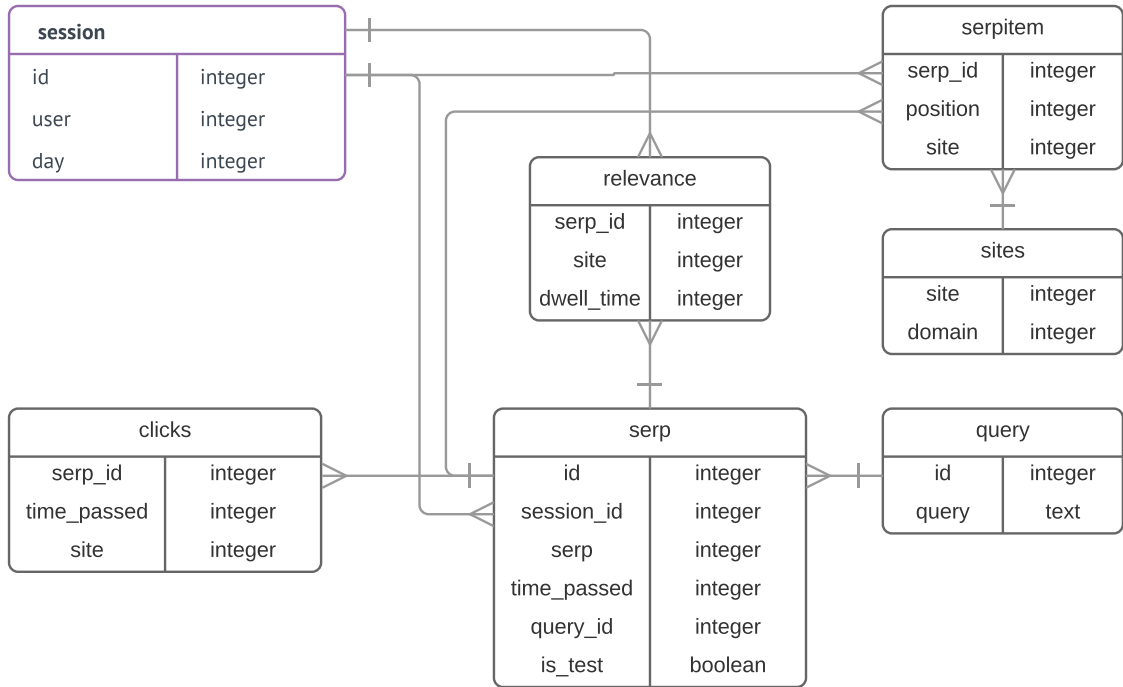 session
id integer
user integer
day integer
serpitem
serp_id integer
position integer
site integer
relevance
serp_id integer
site integer
dwell_time integer
sites
site integer
domain integer
clicks
serp_id integer
time_passed integer
site integer
serp
id integer
session_id integer
serp integer
time_passed integer
query_id integer
is_test boolean
query
id integer
query text